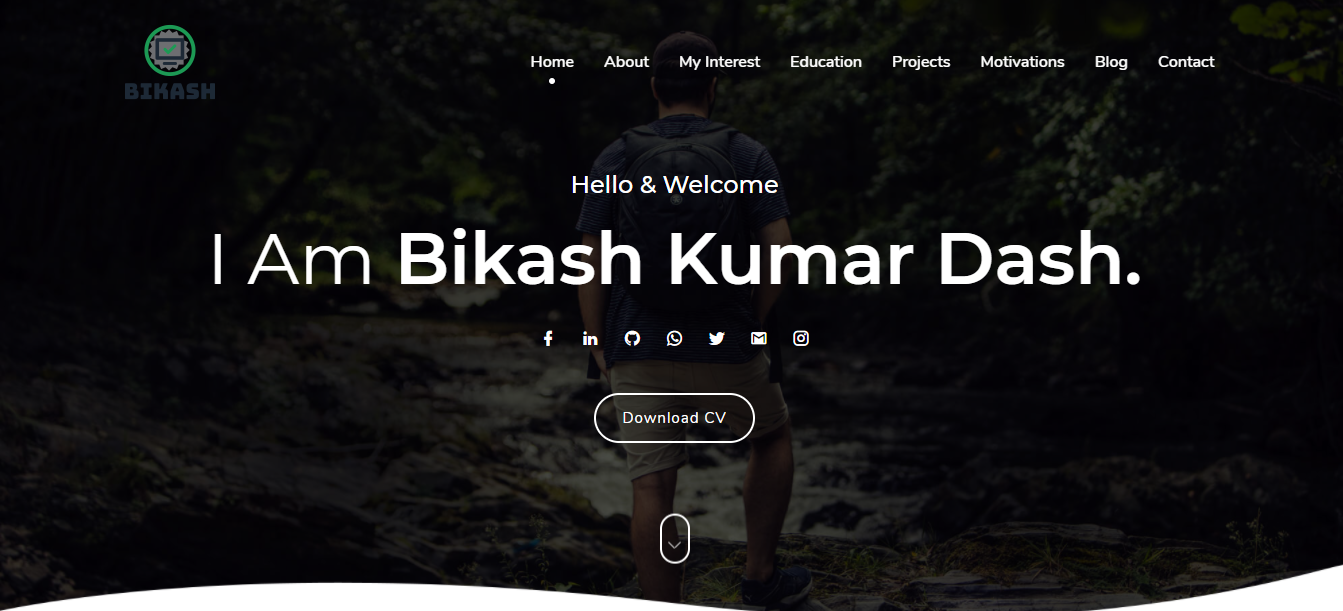 BIKASH
Home About My Interest Education Projects Motivations Blog Contact
Hello & Welcome
I Am Bikash Kumar Dash.
Download CV